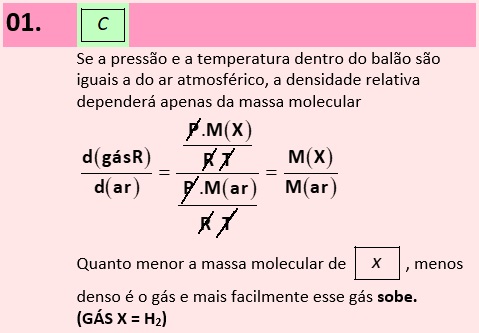 01. C
Se a pressão e a temperatura dentro do balão são
iguais a do ar atmosférico, a densidade relativa
dependerá apenas da massa molecular
d(gásR)/d(ar) = (P.M(X)/R T)/(P.M(ar)/R T) = M(X)/M(ar)
Quanto menor a massa molecular de X , menos
denso é o gás e mais facilmente esse gás sobe.
(GÁS X = H₂)